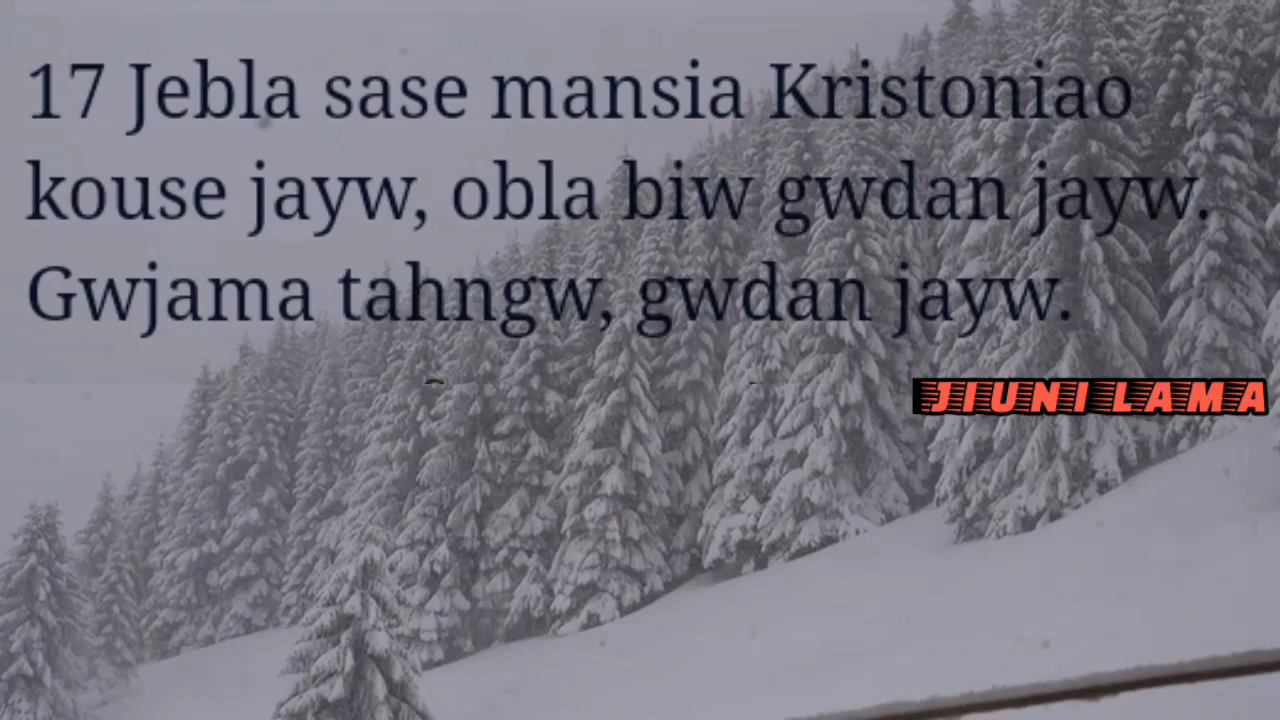 17 Jebla sase mansia Kristoniao
kouse jayw, obla biw gwdan jayw.
Gwjama tahngw, gwdan jayw.
JIUNI LAMA